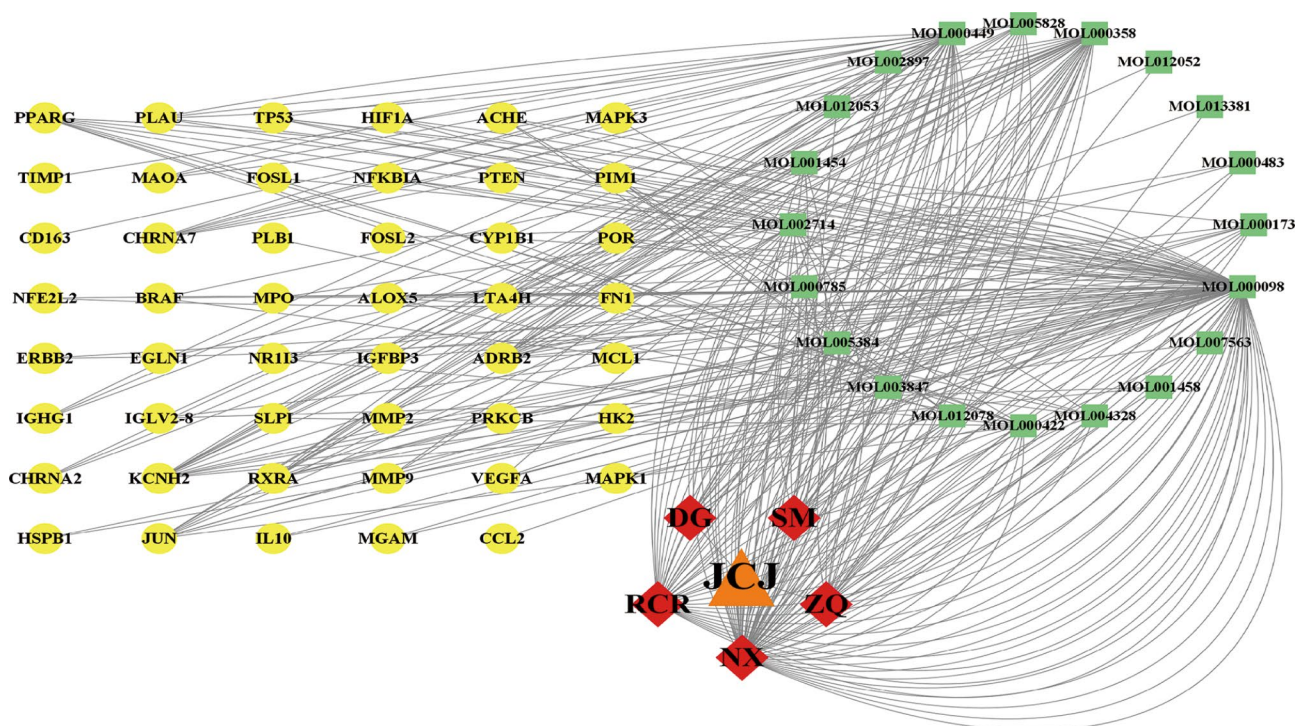 MOL005828
MOL000449 MOL000358
MOL002897 MOL012052
MOL012053 MOL013381
PPARG PLAU TP53 HIF1A ACHE MAPK3
MOL001454 MOL000483
TIMP1 MAOA FOSL1 NFKBIA PTEN PIM1
MOL002714 MOL000173
CD163 CHRNA7 PLB1 FOSL2 CYP1B1 POR
MOL000785 MOL000098
NFE2L2 BRAF MPO ALOX5 LTA4H FN1
MOL005384 MOL007563
ERBB2 EGLN1 NR1I3 IGFBP3 ADRB2 MCL1
MOL003847 MOL001458
IGHG1 IGLV2-8 SLPI MMP2 PRKCB HK2
MOL012078 MOL000422 MOL004328
CHRNA2 KCNH2 RXRA MMP9 VEGFA MAPK1
DG SM
HSPB1 JUN IL10 MGAM CCL2
JCJ
RCR ZQ
NX